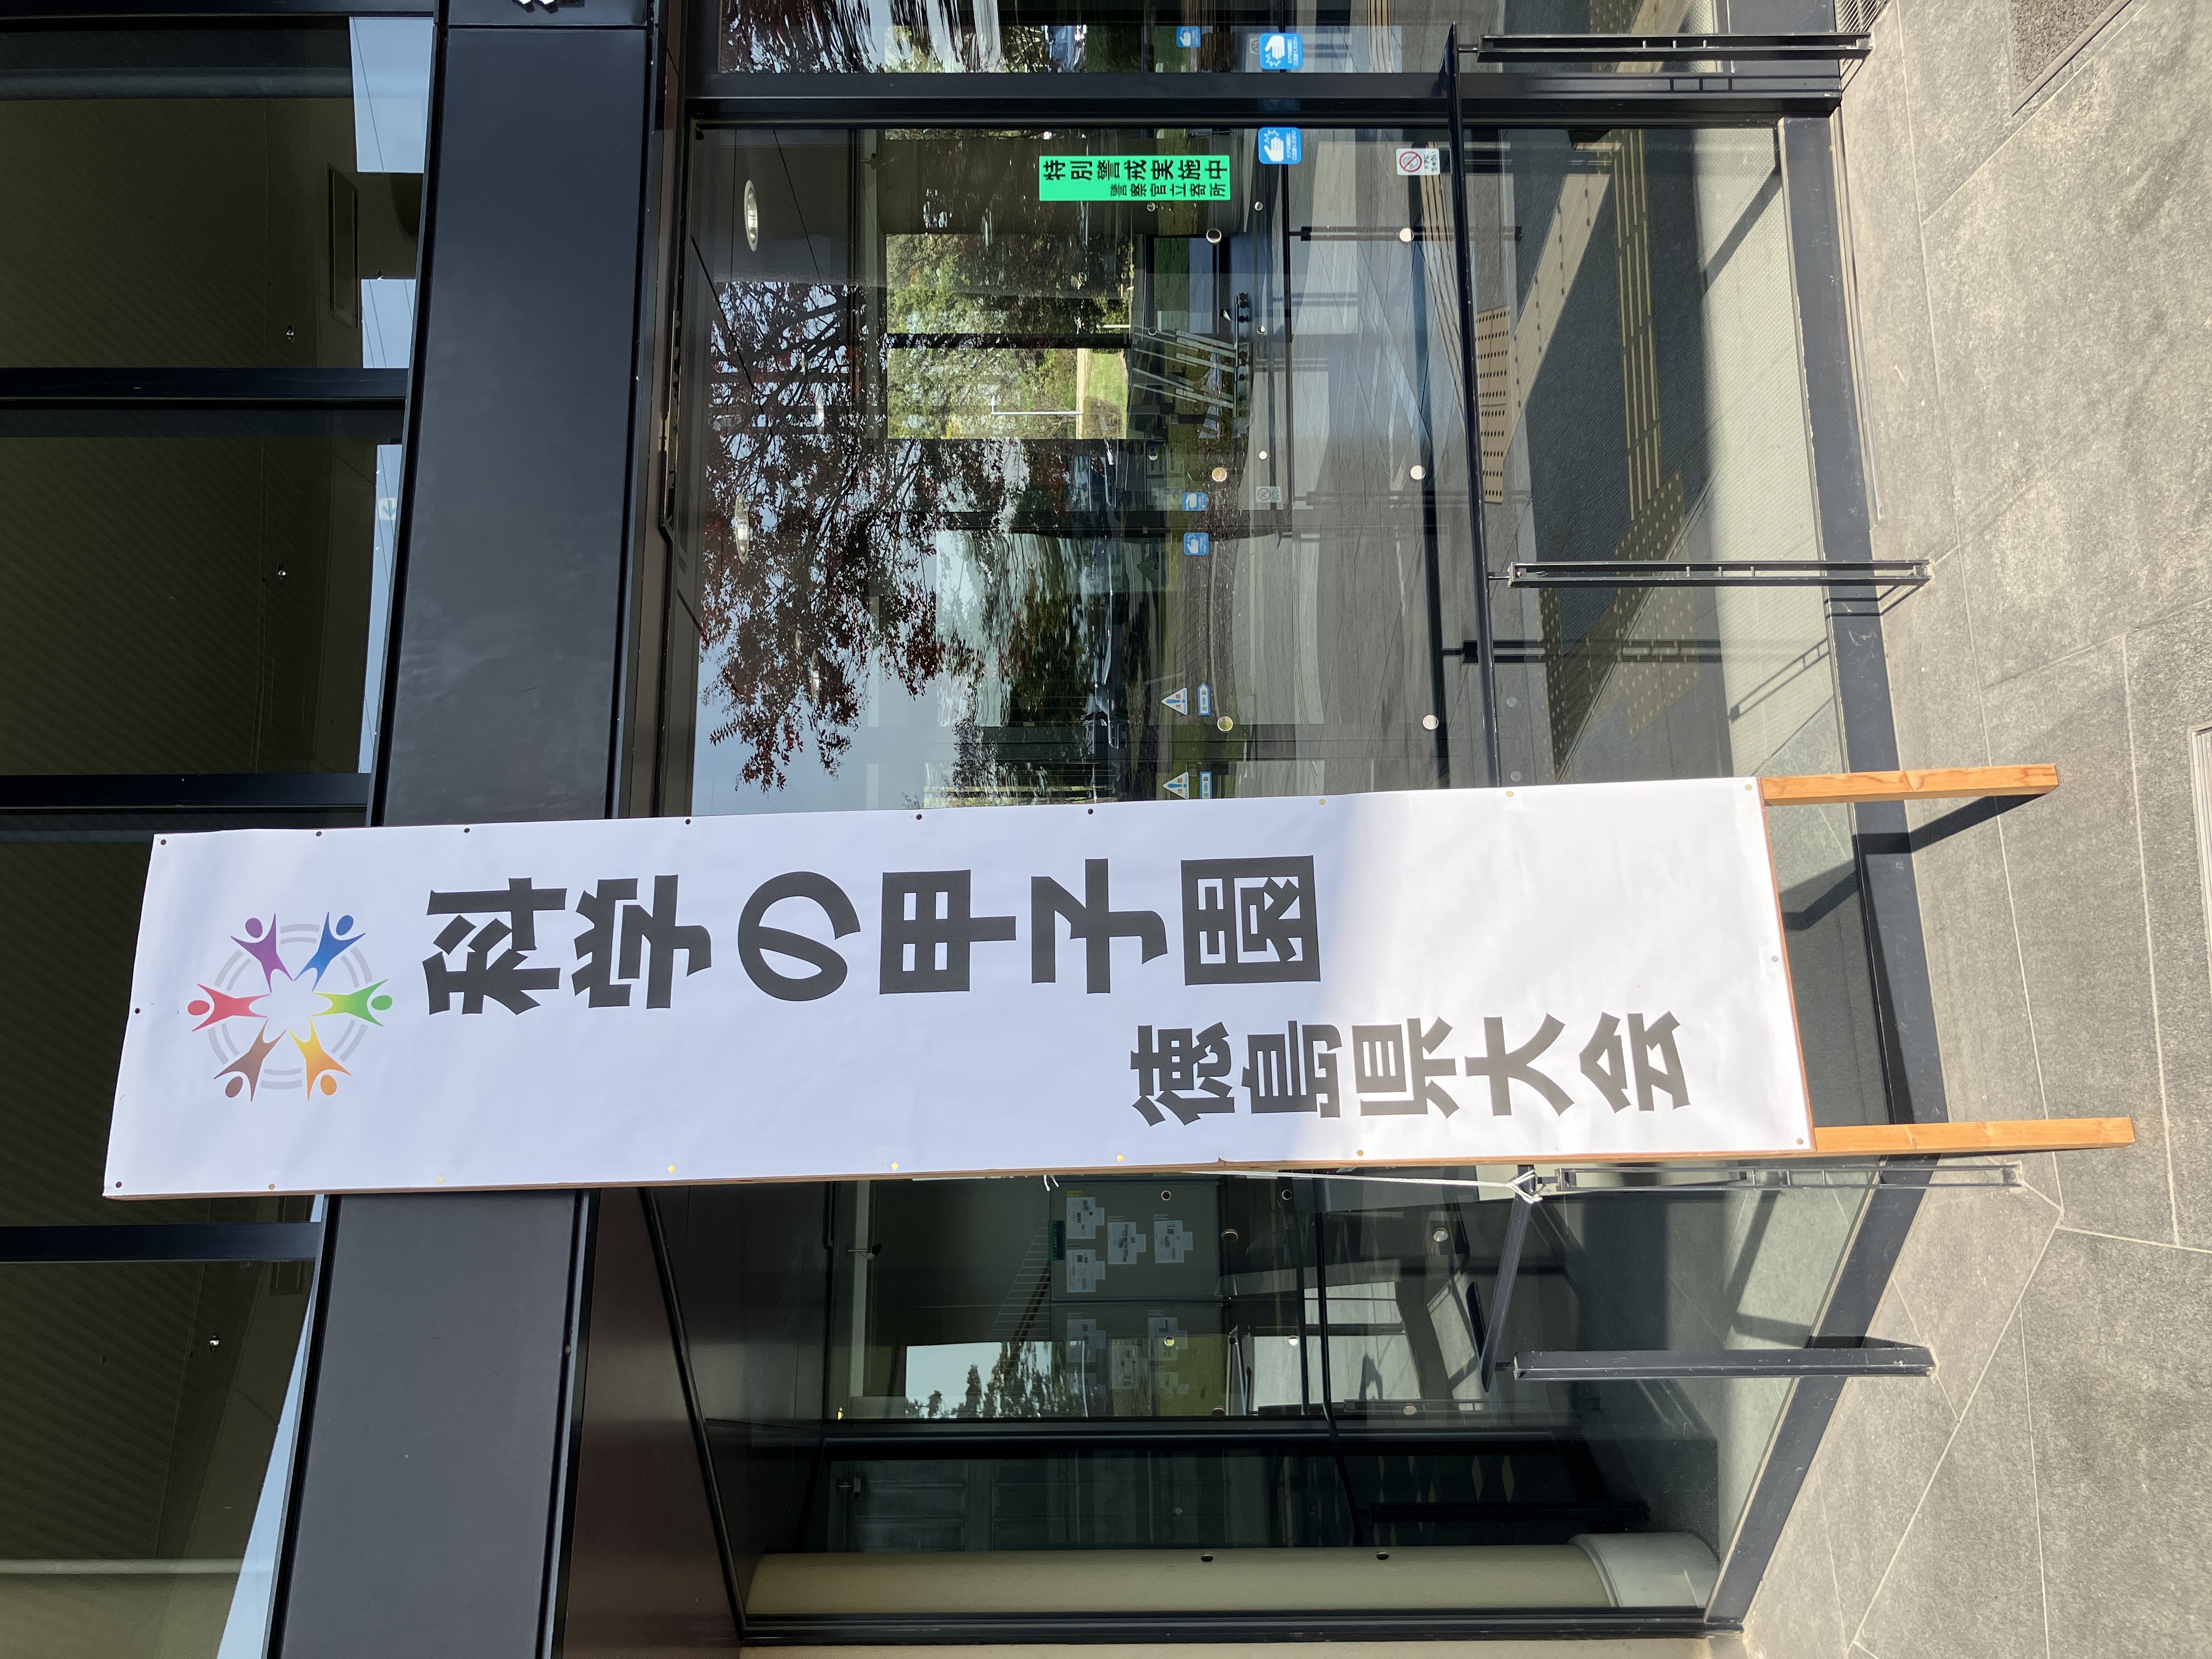 科学の甲子園
徳島県大会
特別警戒実施中
警察官立寄所